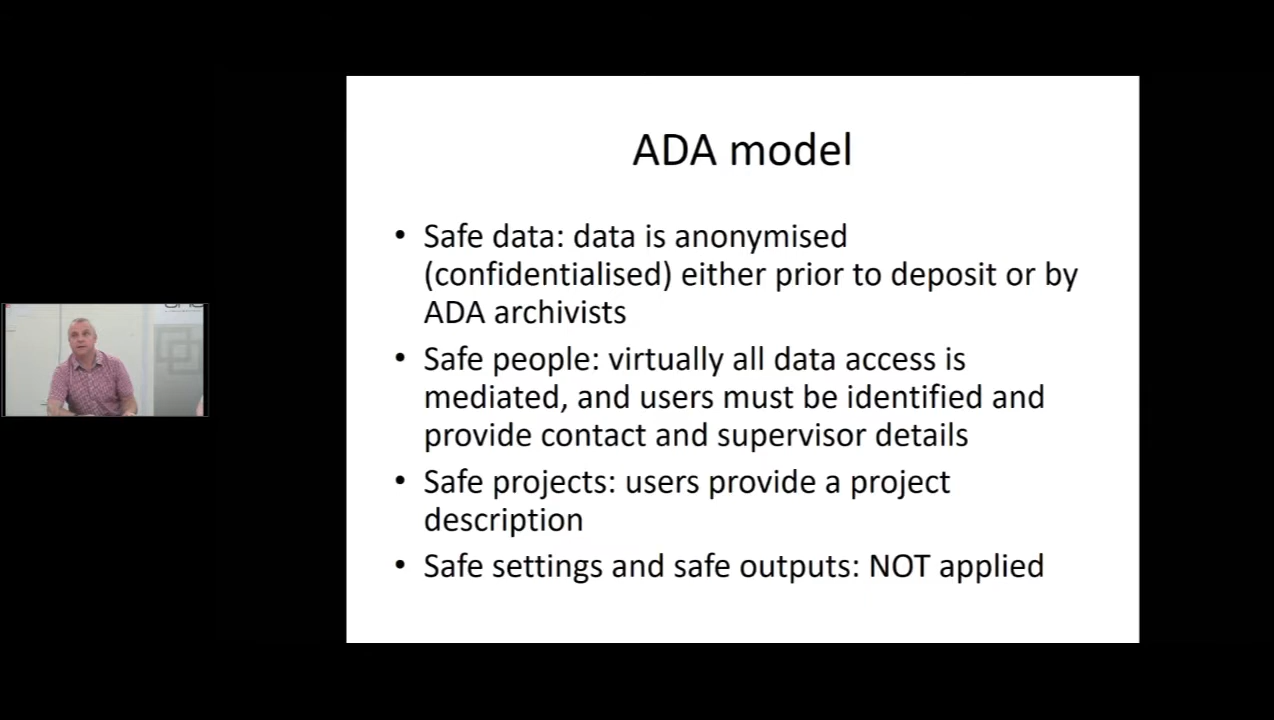 ADA model
• Safe data: data is anonymised
(confidentialised) either prior to deposit or by
ADA archivists
• Safe people: virtually all data access is
mediated, and users must be identified and
provide contact and supervisor details
• Safe projects: users provide a project
description
• Safe settings and safe outputs: NOT applied